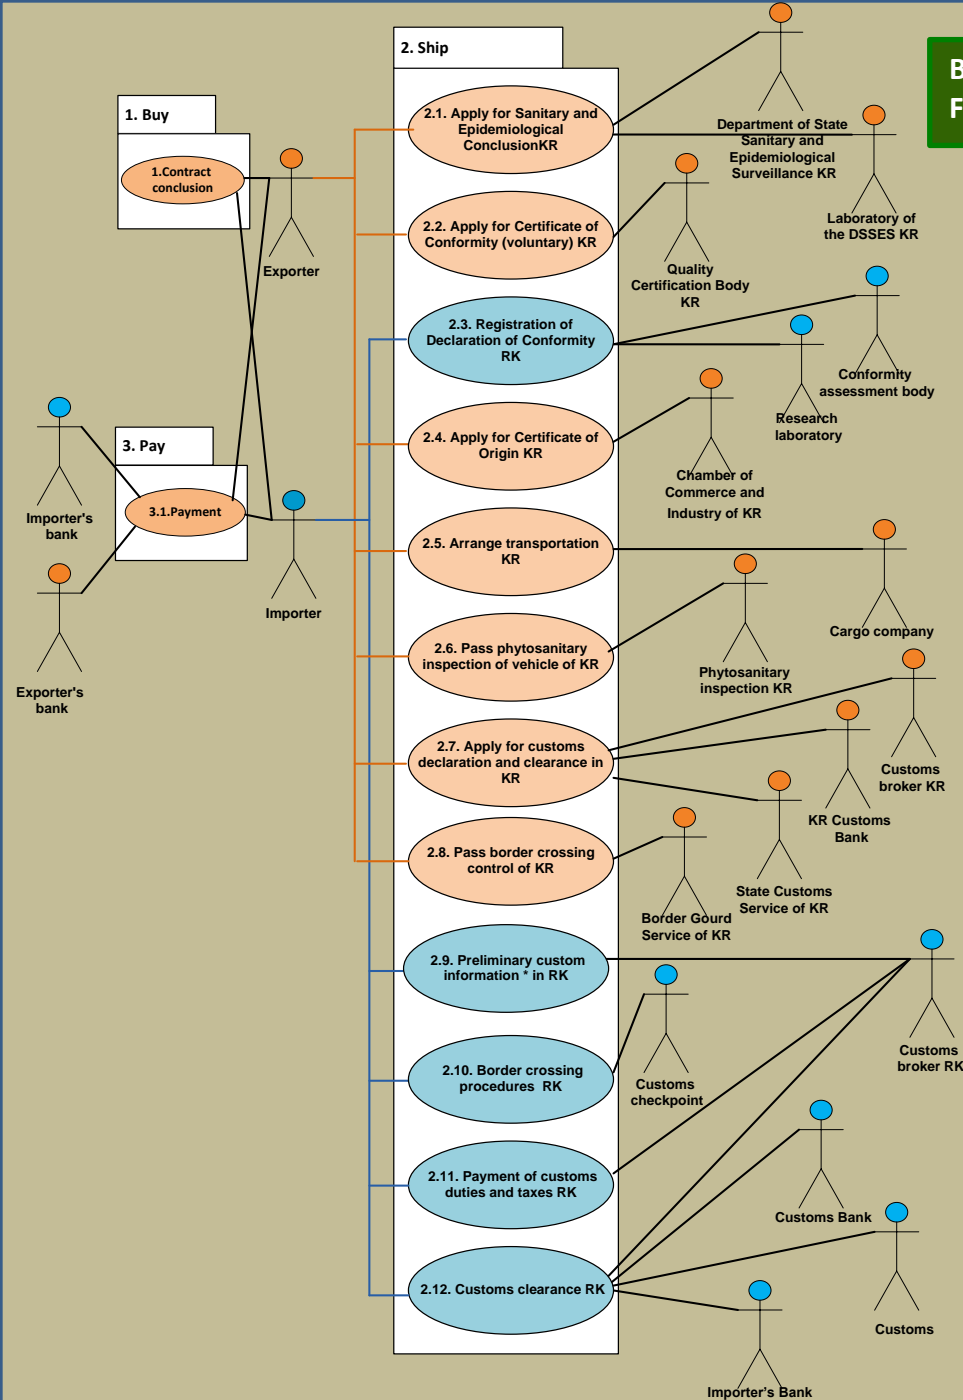 2. Ship
B
F
1. Buy
1.Contract
conclusion
Exporter
2.1. Apply for Sanitary and
Epidemiological
ConclusionKR
Department of State
Sanitary and
Epidemiological
Surveillance KR
Laboratory of
the DSSES KR
2.2. Apply for Certificate of
Conformity (voluntary) KR
Quality
Certification Body
KR
2.3. Registration of
Declaration of Conformity
RK
Conformity
assessment body
Research
laboratory
2.4. Apply for Certificate of
Origin KR
Chamber of
Commerce and
Industry of KR
3. Pay
3.1.Payment
Importer's
bank
Exporter's
bank
Importer
2.5. Arrange transportation
KR
Cargo company
2.6. Pass phytosanitary
inspection of vehicle of KR
Phytosanitary
inspection KR
2.7. Apply for customs
declaration and clearance in
KR
Customs
broker KR
KR Customs
Bank
State Customs
Service of KR
2.8. Pass border crossing
control of KR
Border Gourd
Service of KR
2.9. Preliminary custom
information * in RK
Customs
broker RK
2.10. Border crossing
procedures RK
Customs
checkpoint
2.11. Payment of customs
duties and taxes RK
Customs Bank
2.12. Customs clearance RK
Customs
Importer's Bank